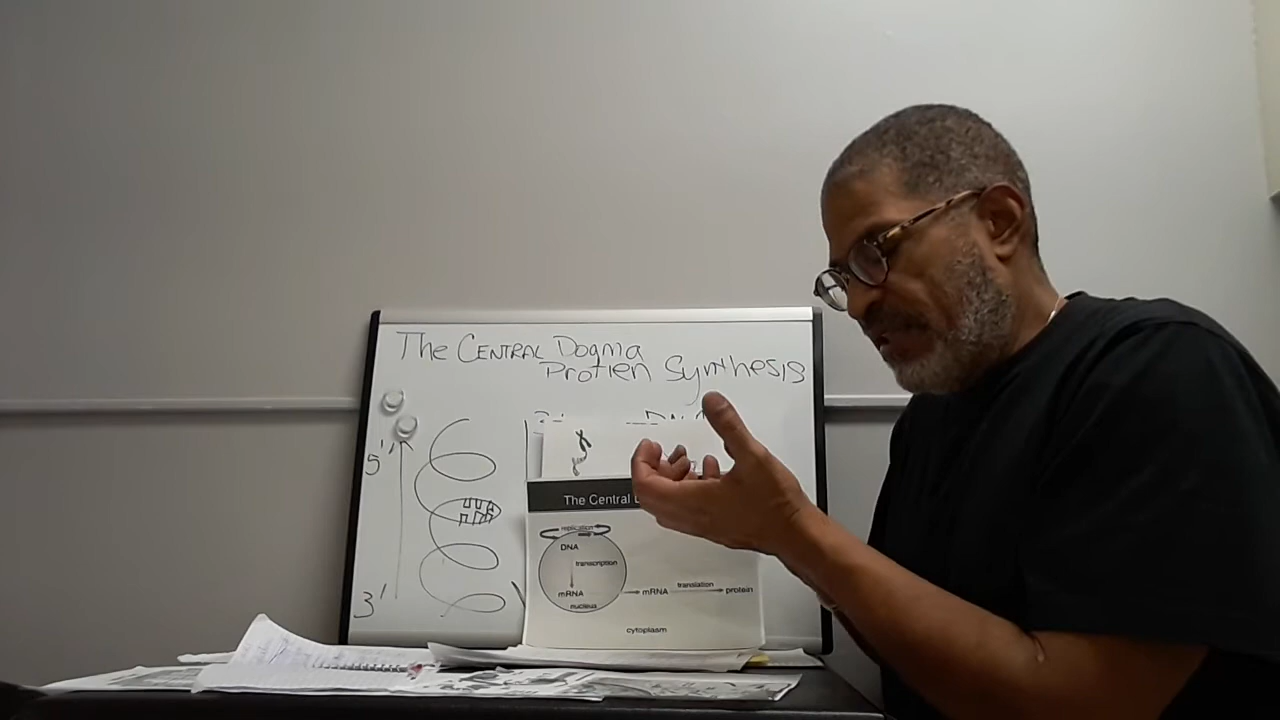 The CENTRAL Dogma
Protien Synthesis
5'
3'
The Central
replication
DNA
transcription
mRNA
nucleus
mRNA
translation
protein
cytoplasm